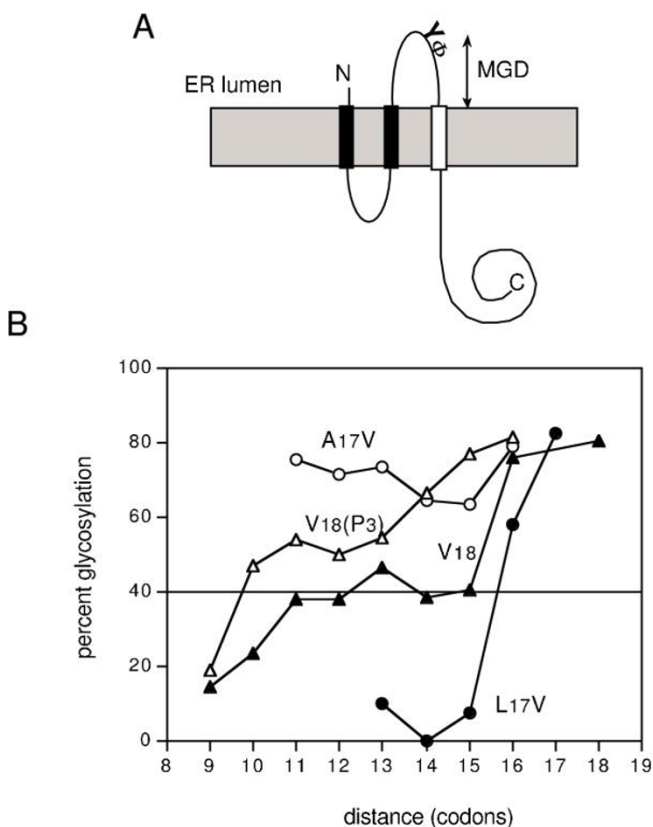 A
ER lumen
N
Y
Φ
MGD
C
B
percent glycosylation
100
80
60
40
20
0
A17V
V18(P3)
V18
L17V
8 9 10 11 12 13 14 15 16 17 18 19
distance (codons)